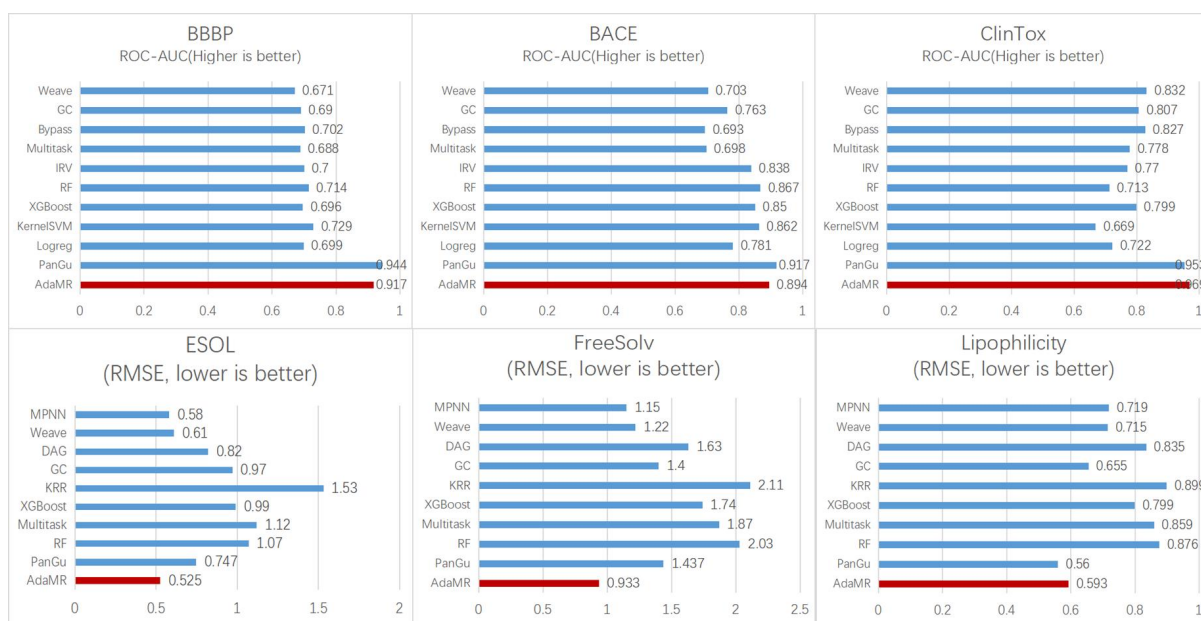 BBBP
ROC-AUC(Higher is better)
Weave 0.671
GC 0.69
Bypass 0.702
Multitask 0.688
IRV 0.7
RF 0.714
XGBoost 0.696
KernelSVM 0.729
Logreg 0.699
PanGu 0.944
AdaMR 0.917
0 0.2 0.4 0.6 0.8 1
BACE
ROC-AUC(Higher is better)
Weave 0.703
GC 0.763
Bypass 0.693
Multitask 0.698
IRV 0.838
RF 0.867
XGBoost 0.85
KernelSVM 0.862
Logreg 0.781
PanGu 0.917
AdaMR 0.894
0 0.2 0.4 0.6 0.8 1
ClinTox
ROC-AUC(Higher is better)
Weave 0.832
GC 0.807
Bypass 0.827
Multitask 0.778
IRV 0.77
RF 0.713
XGBoost 0.799
KernelSVM 0.669
Logreg 0.722
PanGu
AdaMR
0 0.2 0.4 0.6 0.8 1
ESOL
(RMSE, lower is better)
MPNN 0.58
Weave 0.61
DAG 0.82
GC 0.97
KRR 1.53
XGBoost 0.99
Multitask 1.12
RF 1.07
PanGu 0.747
AdaMR 0.525
0 0.5 1 1.5 2
FreeSolv
(RMSE, lower is better)
MPNN 1.15
Weave 1.22
DAG 1.63
GC 1.4
KRR 2.11
XGBoost 1.74
Multitask 1.87
RF 2.03
PanGu 1.437
AdaMR 0.933
0 0.5 1 1.5 2 2.5
Lipophilicity
(RMSE, lower is better)
MPNN 0.719
Weave 0.715
DAG 0.835
GC 0.655
KRR 0.899
XGBoost 0.799
Multitask 0.859
RF 0.876
PanGu 0.56
AdaMR 0.593
0 0.2 0.4 0.6 0.8 1